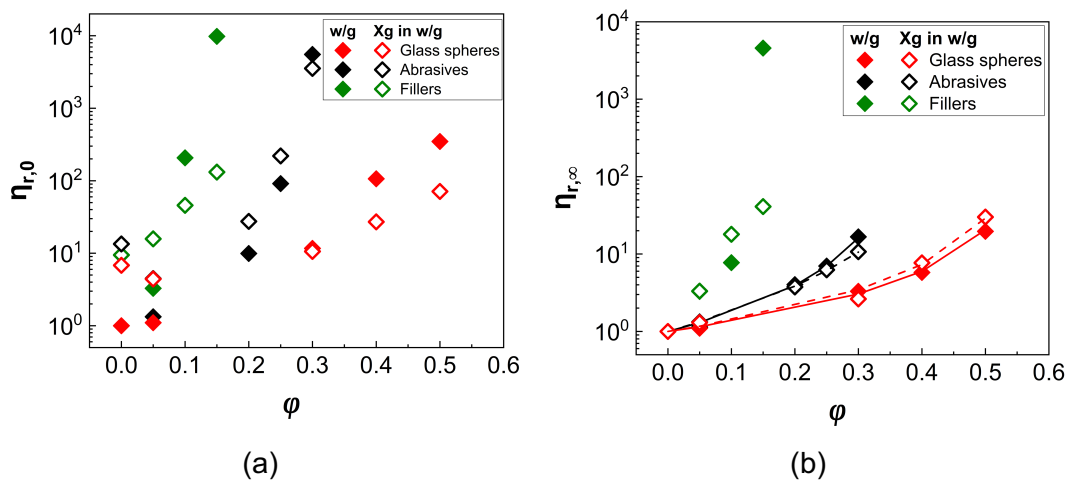 10⁴
10³
10²
10¹
10⁰
ηr,0
0.0 0.1 0.2 0.3 0.4 0.5 0.6
φ
w/g Xg in w/g
Glass spheres
Abrasives
Fillers
(a)
10⁴
10³
10²
10¹
10⁰
ηr,∞
0.0 0.1 0.2 0.3 0.4 0.5 0.6
φ
w/g Xg in w/g
Glass spheres
Abrasives
Fillers
(b)